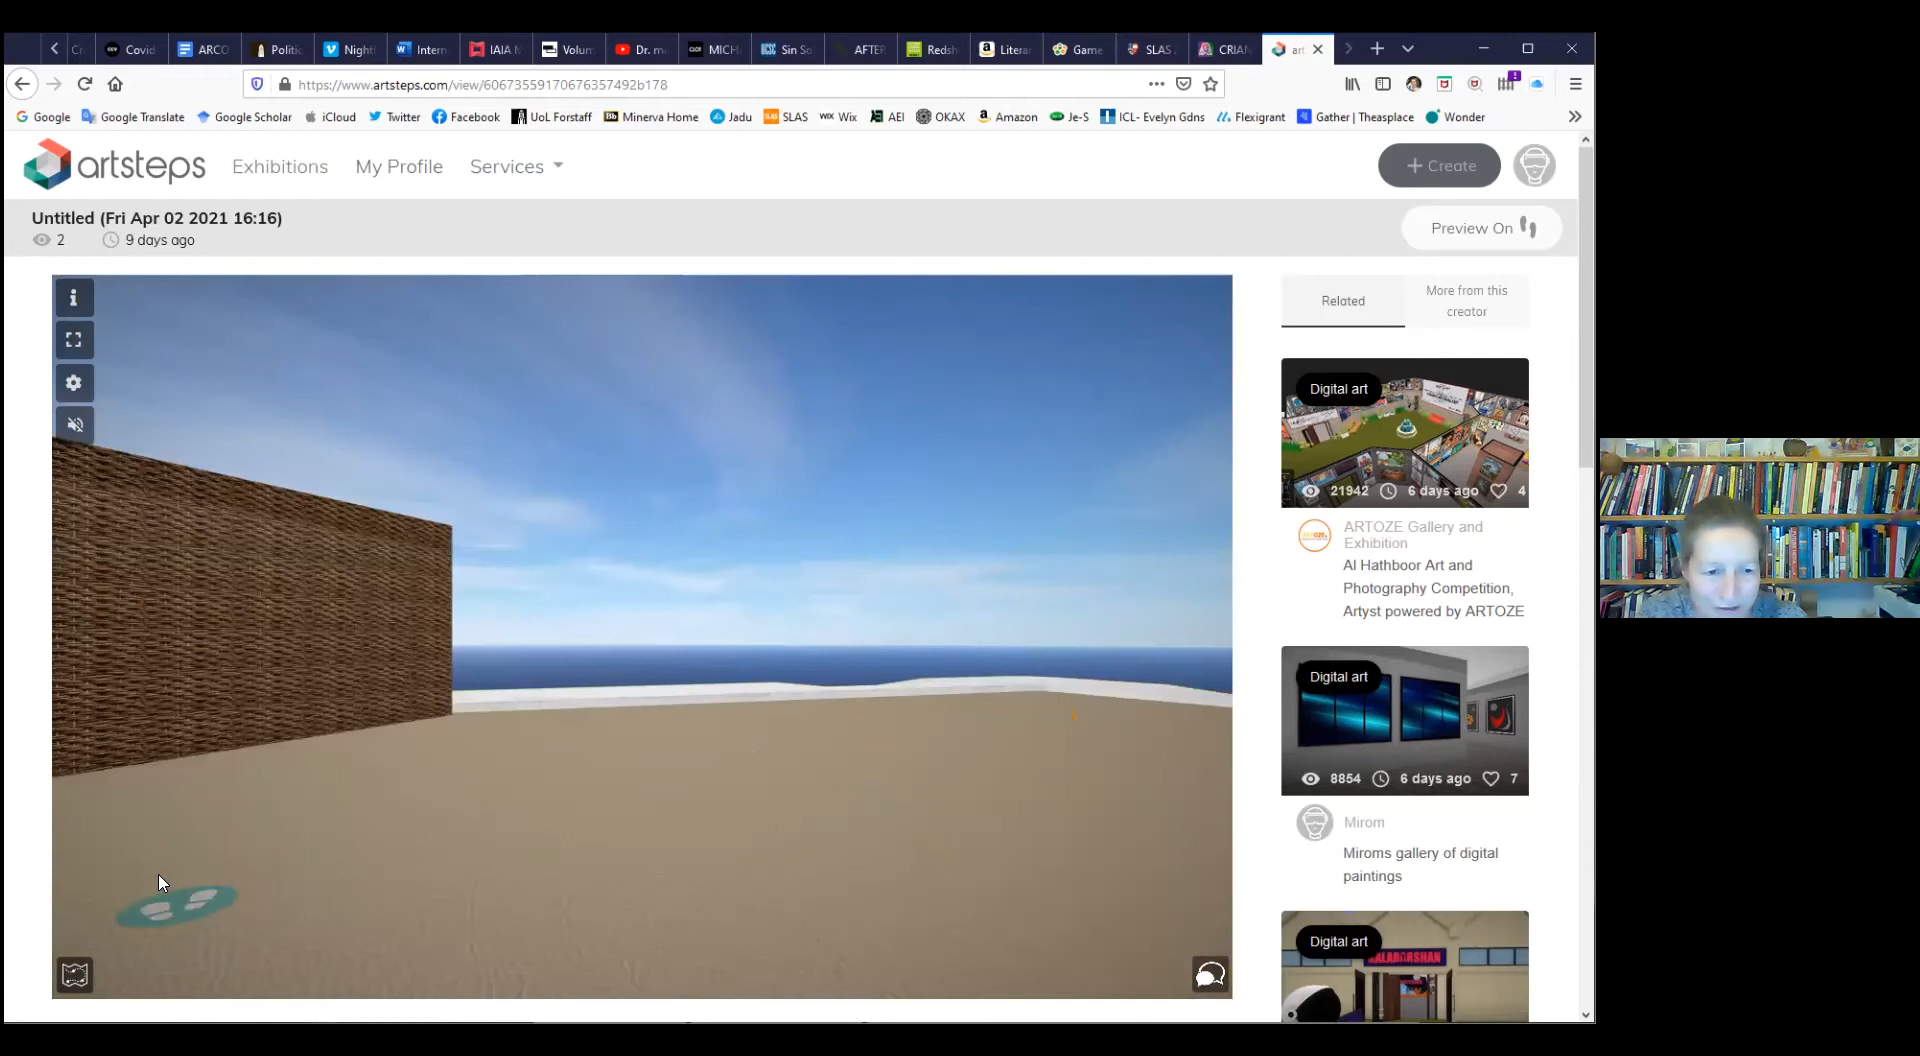 Covid
ARCO
Politic
Night
Intern
IAIA M
Volum
Dr. m
MICH
Sin So
AFTER
Redsh
Literar
Game
SLAS
CRIAN
art
https://www.artsteps.com/view/60673559170676357492b178
Google
Google Translate
Google Scholar
iCloud
Twitter
Facebook
UoL Forstaff
Minerva Home
Jadu
SLAS
Wix
AEI
OKAX
Amazon
Je-S
ICL- Evelyn Gdns
Flexigrant
Gather | Theasplace
Wonder
artsteps
Exhibitions
My Profile
Services
+ Create
Untitled (Fri Apr 02 2021 16:16)
2
9 days ago
Preview On
Related
More from this
creator
Digital art
21942
6 days ago
4
ARTOZE Gallery and
Exhibition
Al Hathboor Art and
Photography Competition,
Artyst powered by ARTOZE
Digital art
8854
6 days ago
7
Mirom
Miroms gallery of digital
paintings
Digital art
KALADARSHAN